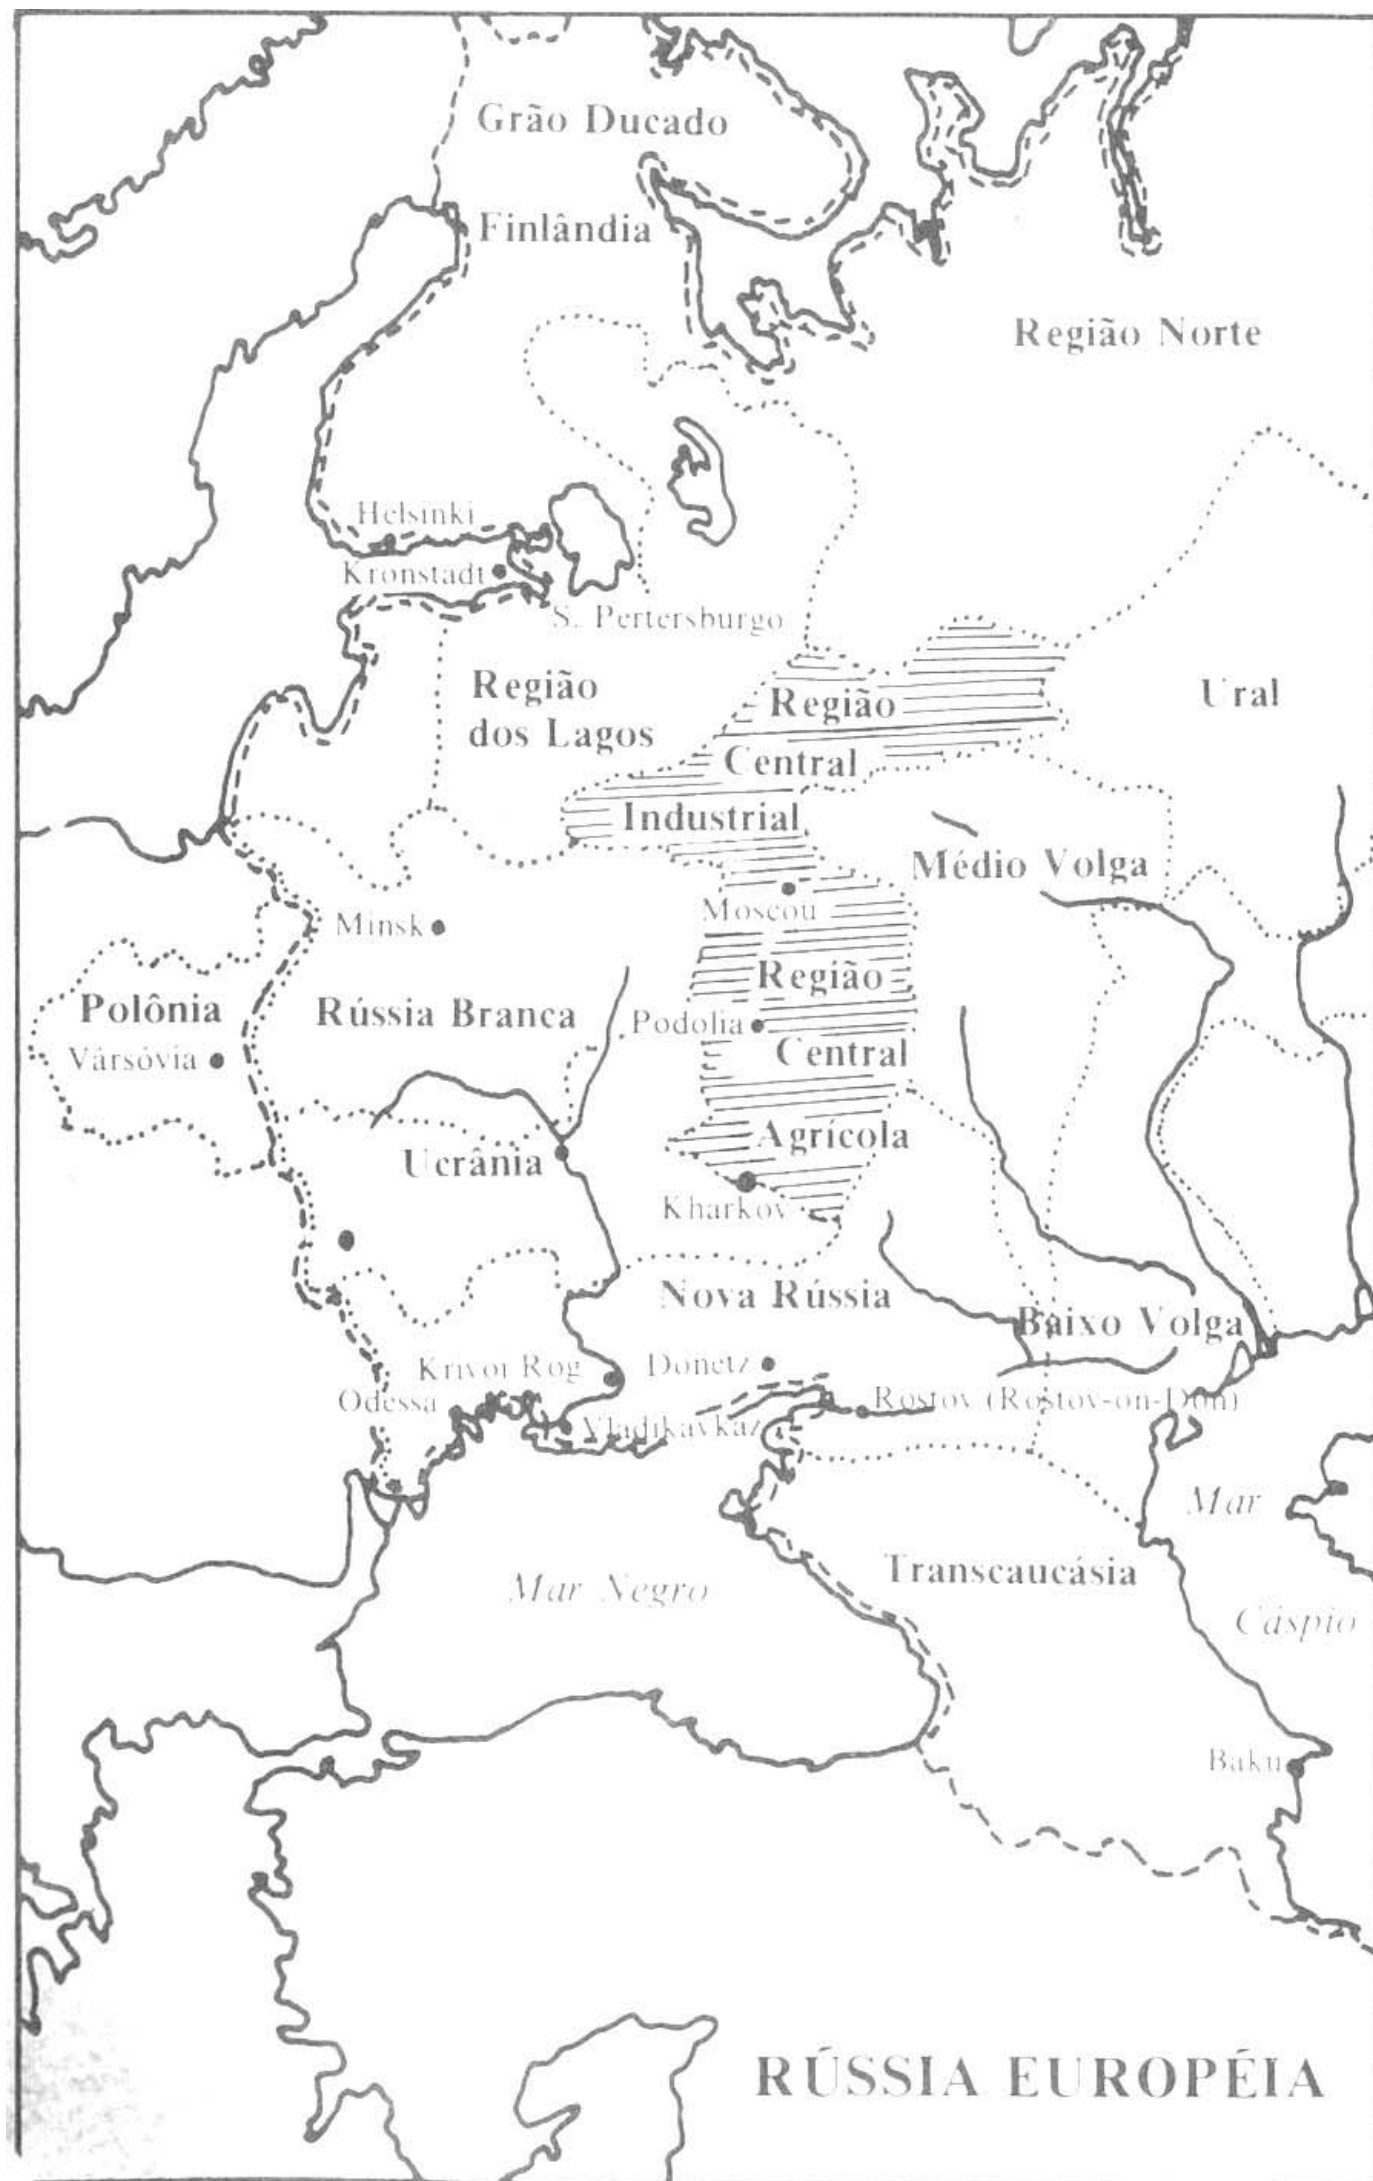 Grão Ducado
Finlândia
Região Norte
Helsinki
Kronstadt
S. Pertersburgo
Região
dos Lagos
Região
Central
Industrial
Ural
Médio Volga
Moscou
Minsk
Polônia
Vársóvia
Rússia Branca
Região
Podolia
Central
Agrícola
Ucrânia
Kharkov
Nova Rússia
Baixo Volga
Krivoi Rog
Donetz
Odessa
Rostov (Rostov-on-Don)
Vladikavkaz
Mar
Cáspio
Mar Negro
Transcaucásia
Baku
RÚSSIA EUROPÉIA